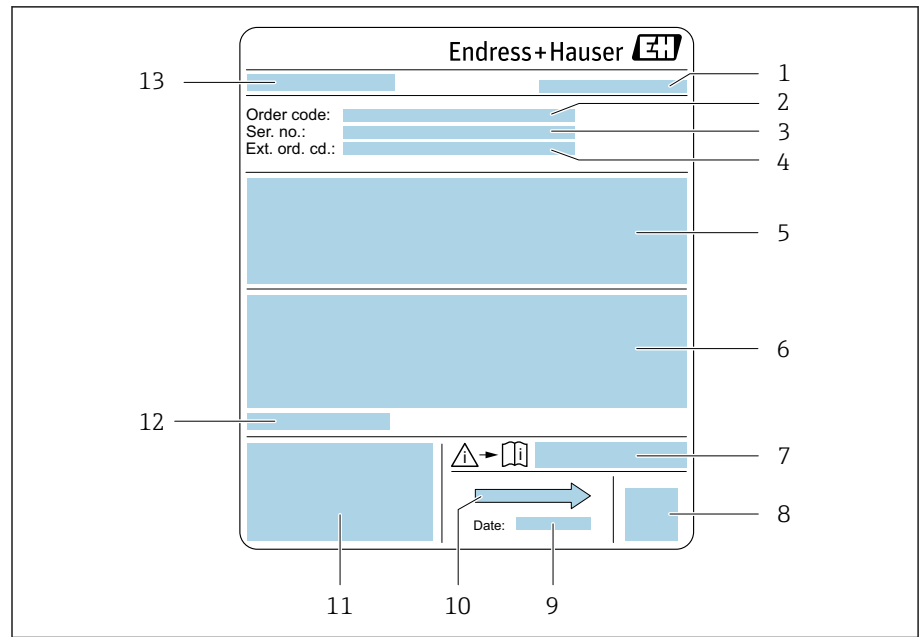 Endress+Hauser EH
13
1
Order code:
2
Ser. no.:
3
Ext. ord. cd.:
4
5
6
12
i i
7
10
Date:
8
11
9